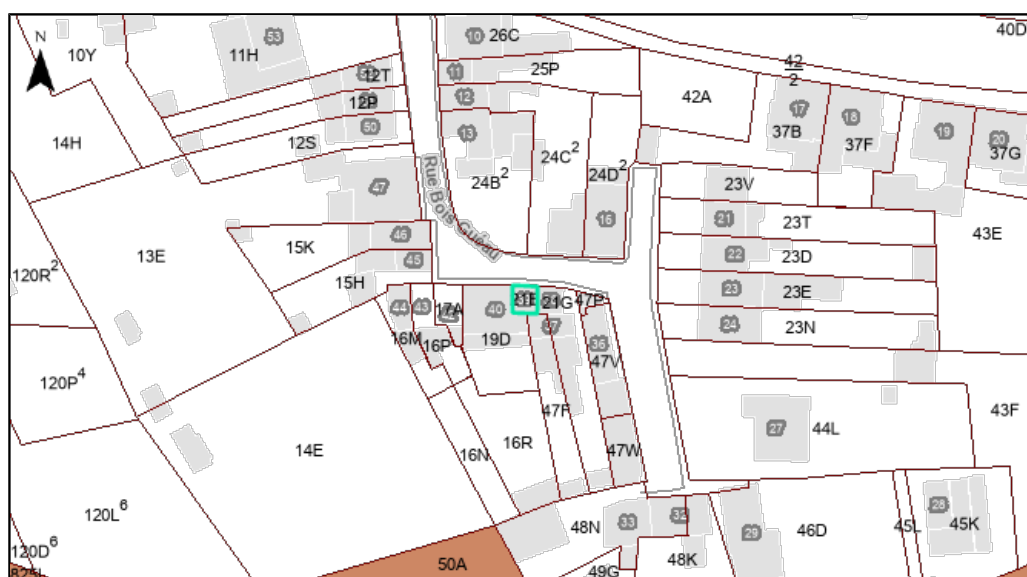 N
10Y
11H
53
10
26C
40D
12T
11
25P
42
2
42A
12P
12
17
18
19
20
37B
37F
37G
14H
12S
50
13
24C²
24D²
24B²
Rue Bois Guéau
47
23V
21
23T
43E
16
13E
15K
46
45
15H
22
23D
120R²
23
23E
44
43
17A
40
21G
47P
24
23N
16M
16P
19D
37
36
47V
120P⁴
47F
43F
27
44L
14E
16N
16R
47W
120L⁶
48N
33
32
29
46D
45L
28
45K
120D⁶
50A
48K
49G